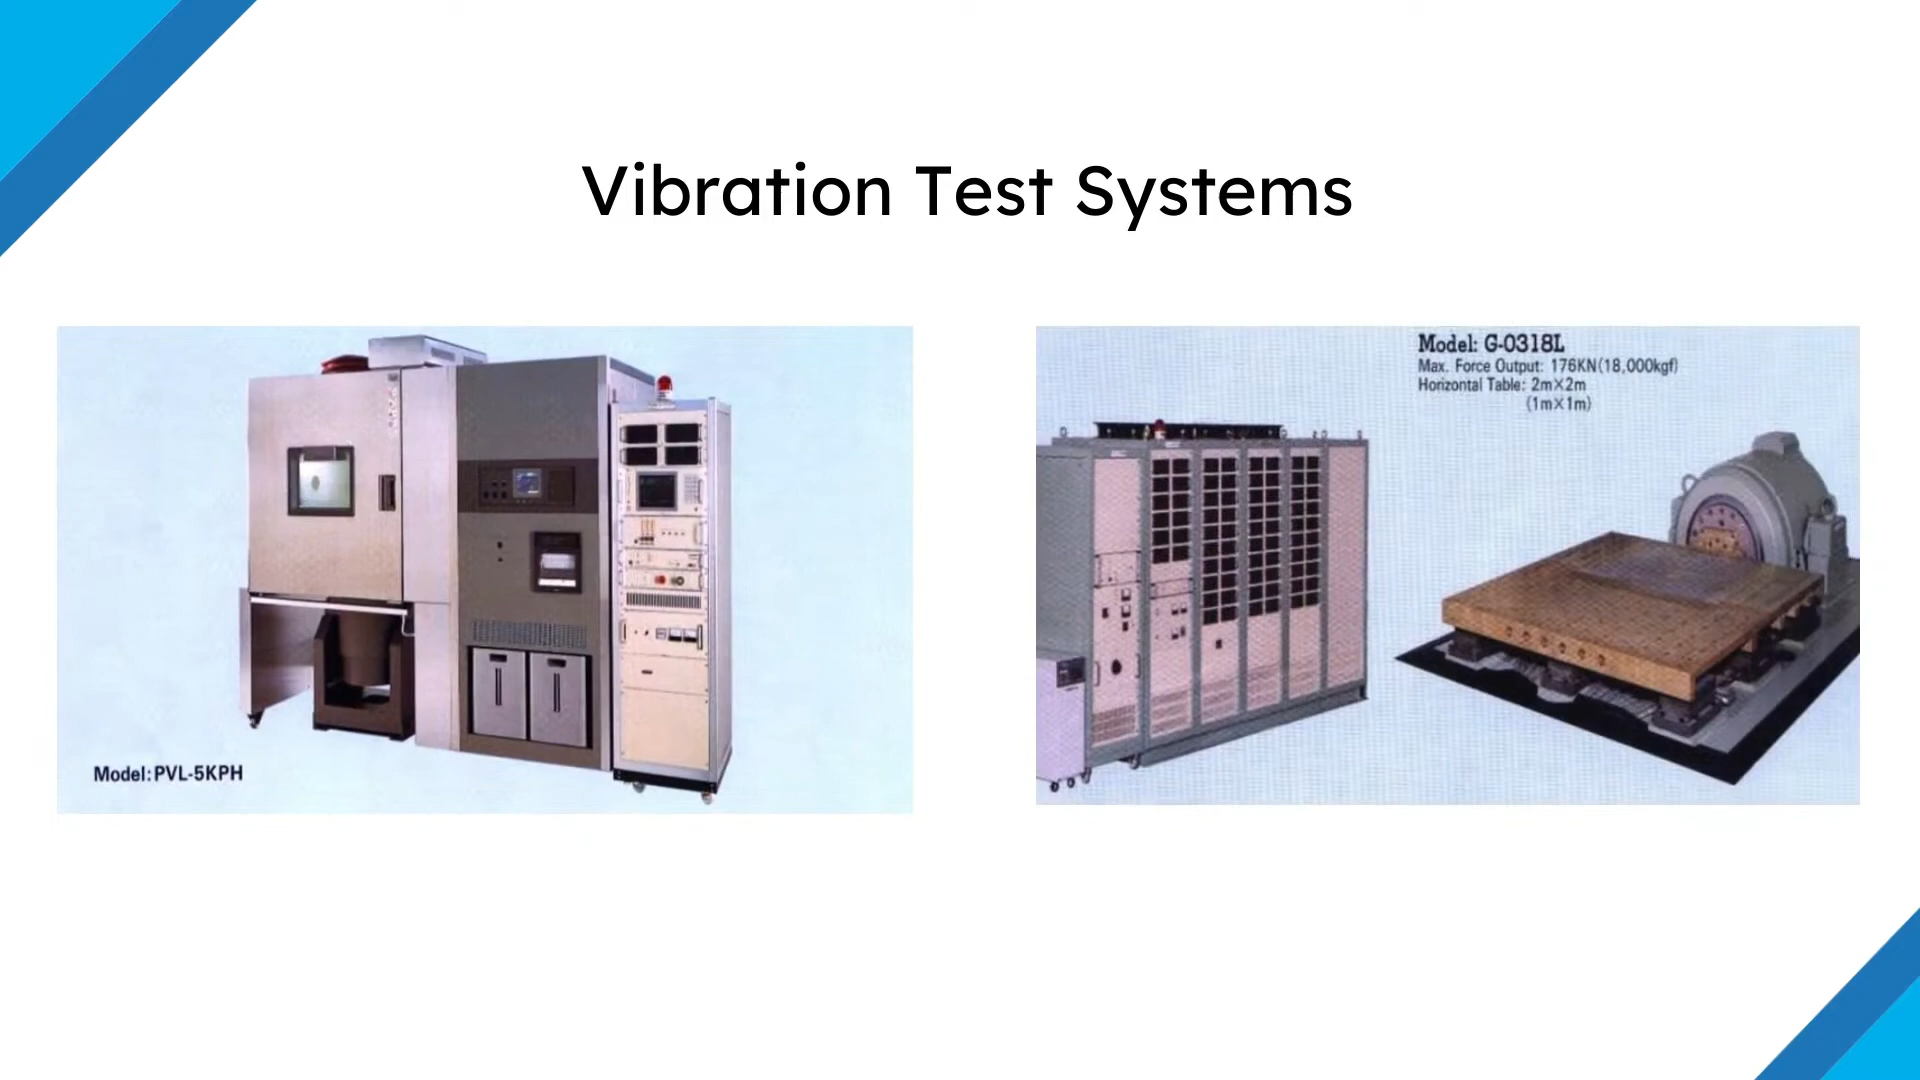 Vibration Test Systems
Model:PVL-5KPH
Model: G-0318L
Max. Force Output: 176KN(18,000kgf)
Horizontal Table: 2m×2m
(1m×1m)